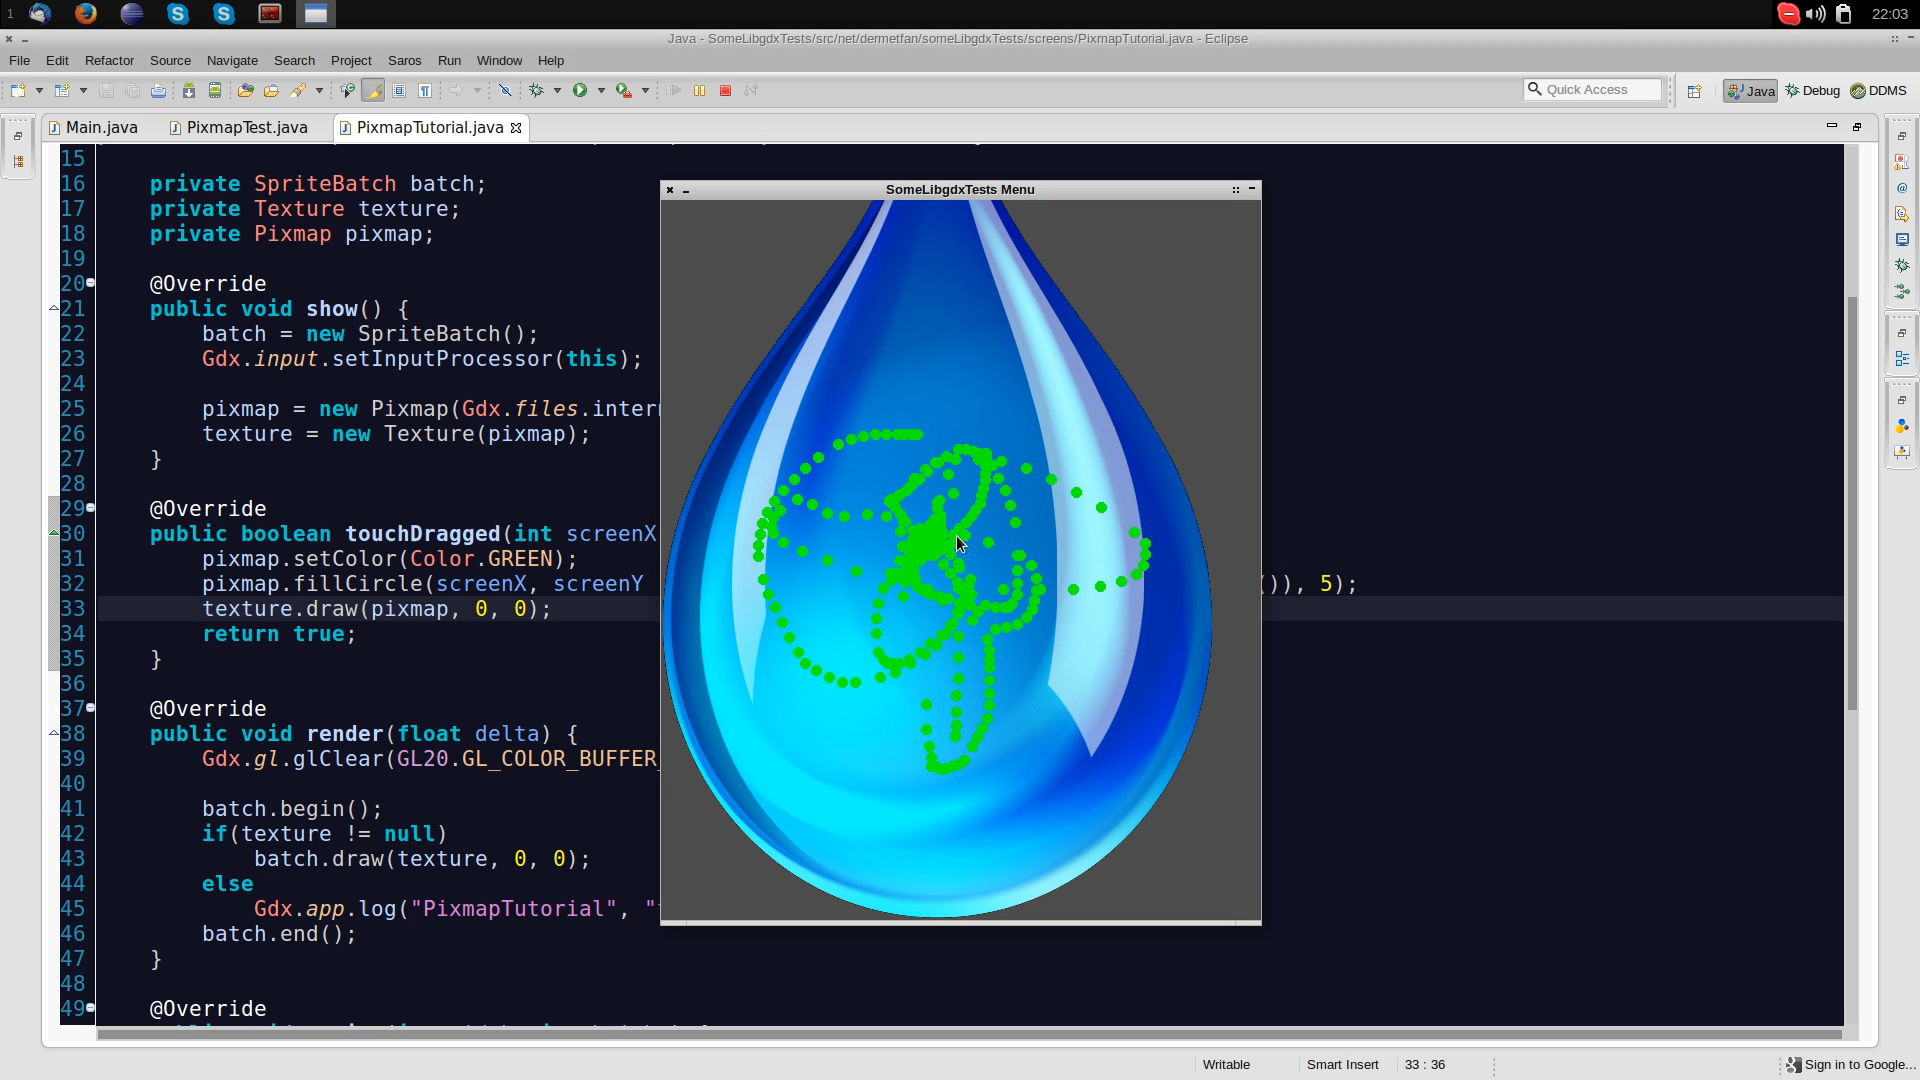 1
22:03
Java - SomeLibgdxTests/src/net/dermetfan/someLibgdxTests/screens/PixmapTutorial.java - Eclipse
File Edit Refactor Source Navigate Search Project Saros Run Window Help
Quick Access
Java Debug DDMS
Main.java PixmapTest.java PixmapTutorial.java
SomeLibgdxTests Menu
15
16 private SpriteBatch batch;
17 private Texture texture;
18 private Pixmap pixmap;
19
20 @Override
21 public void show() {
22 batch = new SpriteBatch();
23 Gdx.input.setInputProcessor(this);
24
25 pixmap = new Pixmap(Gdx.files.inter
26 texture = new Texture(pixmap);
27 }
28
29 @Override
30 public boolean touchDragged(int screenX
31 pixmap.setColor(Color.GREEN);
32 pixmap.fillCircle(screenX, screenY ()), 5);
33 texture.draw(pixmap, 0, 0);
34 return true;
35 }
36
37 @Override
38 public void render(float delta) {
39 Gdx.gl.glClear(GL20.GL_COLOR_BUFFER_
40
41 batch.begin();
42 if(texture != null)
43 batch.draw(texture, 0, 0);
44 else
45 Gdx.app.log("PixmapTutorial", "
46 batch.end();
47 }
48
49 @Override
Writable Smart Insert 33 : 36 Sign in to Google...